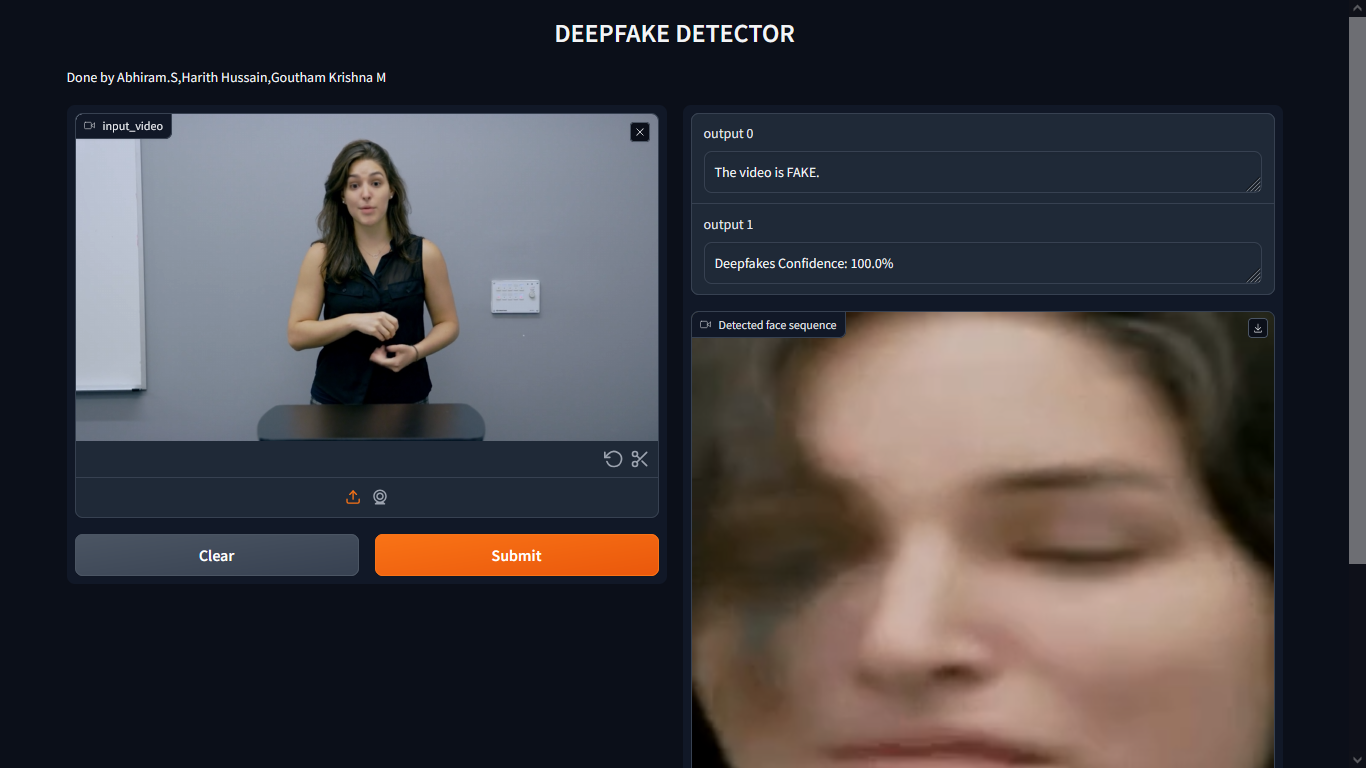 DEEPFAKE DETECTOR
Done by Abhiram.S,Harith Hussain,Goutham Krishna M
input_video
Clear
Submit
output 0
The video is FAKE.
output 1
Deepfakes Confidence: 100.0%
Detected face sequence